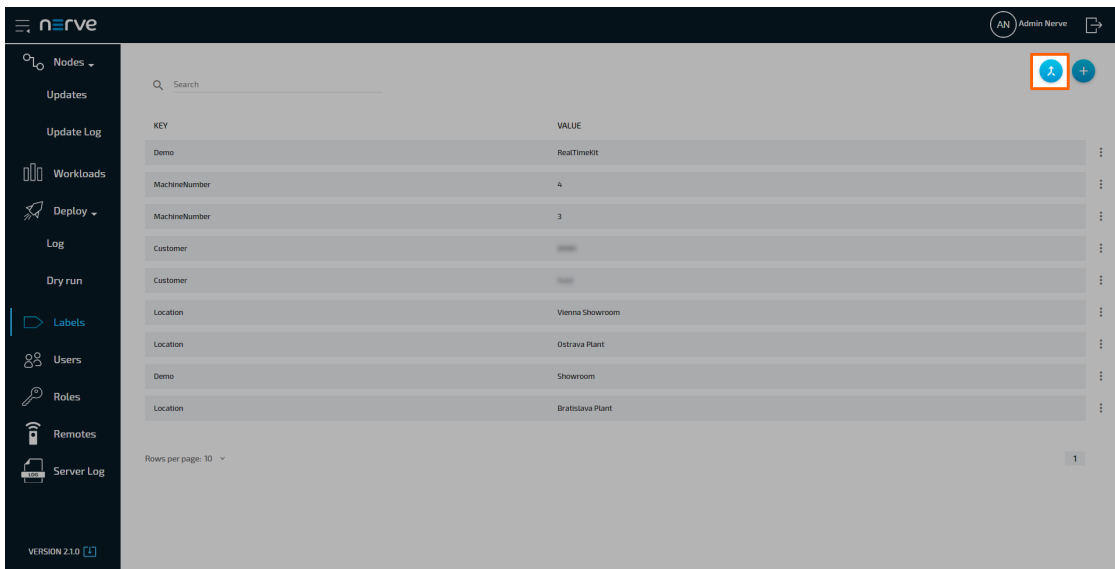 nerve
AN Admin Nerve
Nodes
Updates
Update Log
Workloads
Deploy
Log
Dry run
Labels
Users
Roles
Remotes
LOG Server Log
VERSION 2.1.0
Search
KEY VALUE
Demo RealTimeKit
MachineNumber 4
MachineNumber 3
Customer
Customer
Location Vienna Showroom
Location Ostrava Plant
Demo Showroom
Location Bratislava Plant
Rows per page: 10 1